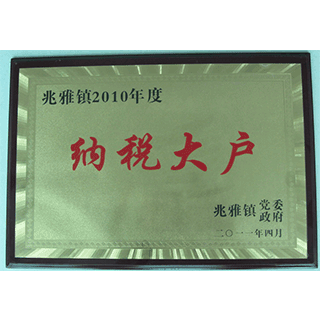 兆雅镇2010年度
纳税大户
兆雅镇 党委
政府
二〇一一年四月